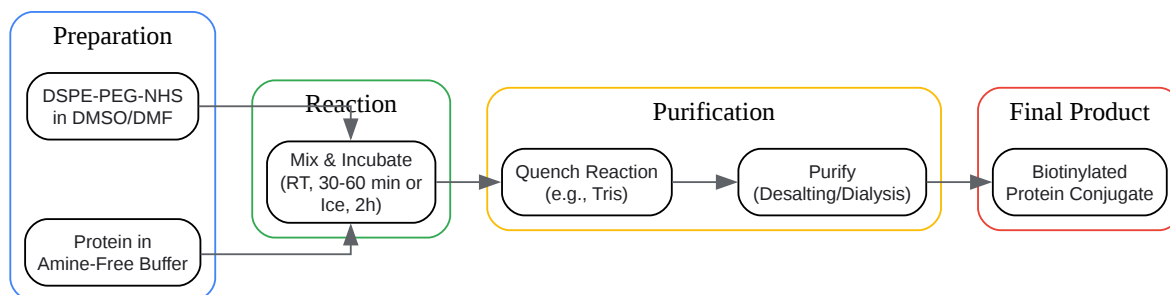 Preparation
DSPE-PEG-NHS
in DMSO/DMF
Protein in
Amine-Free Buffer
Reaction
Mix & Incubate
(RT, 30-60 min or
Ice, 2h)
Purification
Quench Reaction
(e.g., Tris)
Purify
(Desalting/Dialysis)
Final Product
Biotinylated
Protein Conjugate